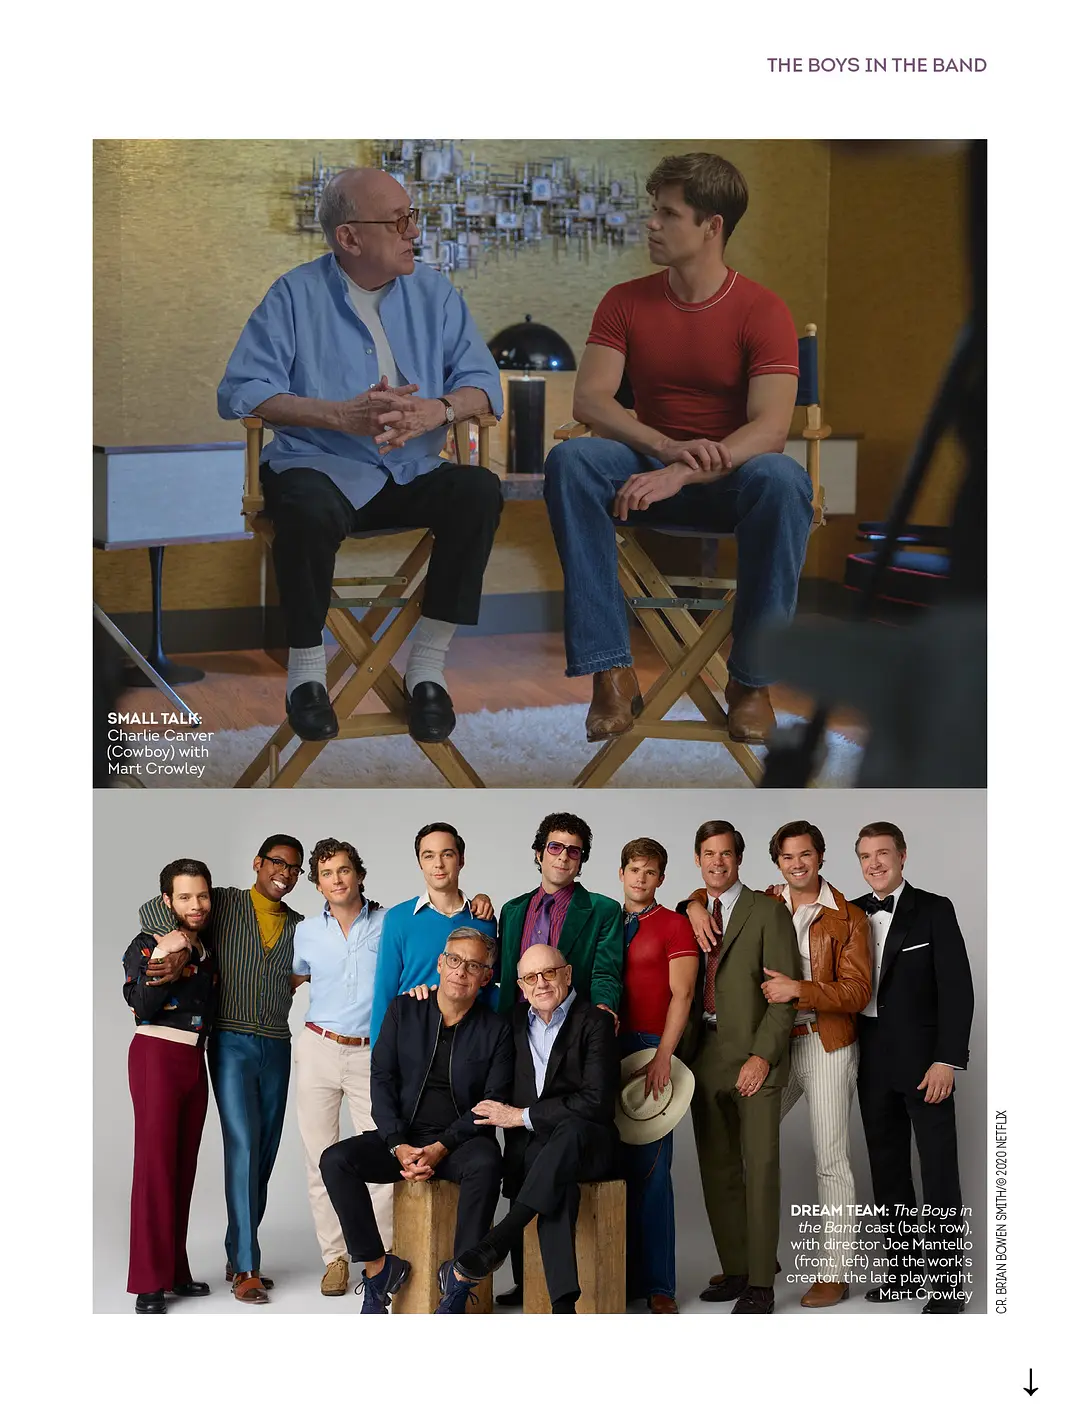 THE BOYS IN THE BAND
SMALL TALK:
Charlie Carver
(Cowboy) with
Mart Crowley
DREAM TEAM: The Boys in
the Band cast (back row),
with director Joe Mantello
(front, left) and the work's
creator, the late playwright
Mart Crowley
CR. BRIAN BOWEN SMITH/© 2020 NETFLIX